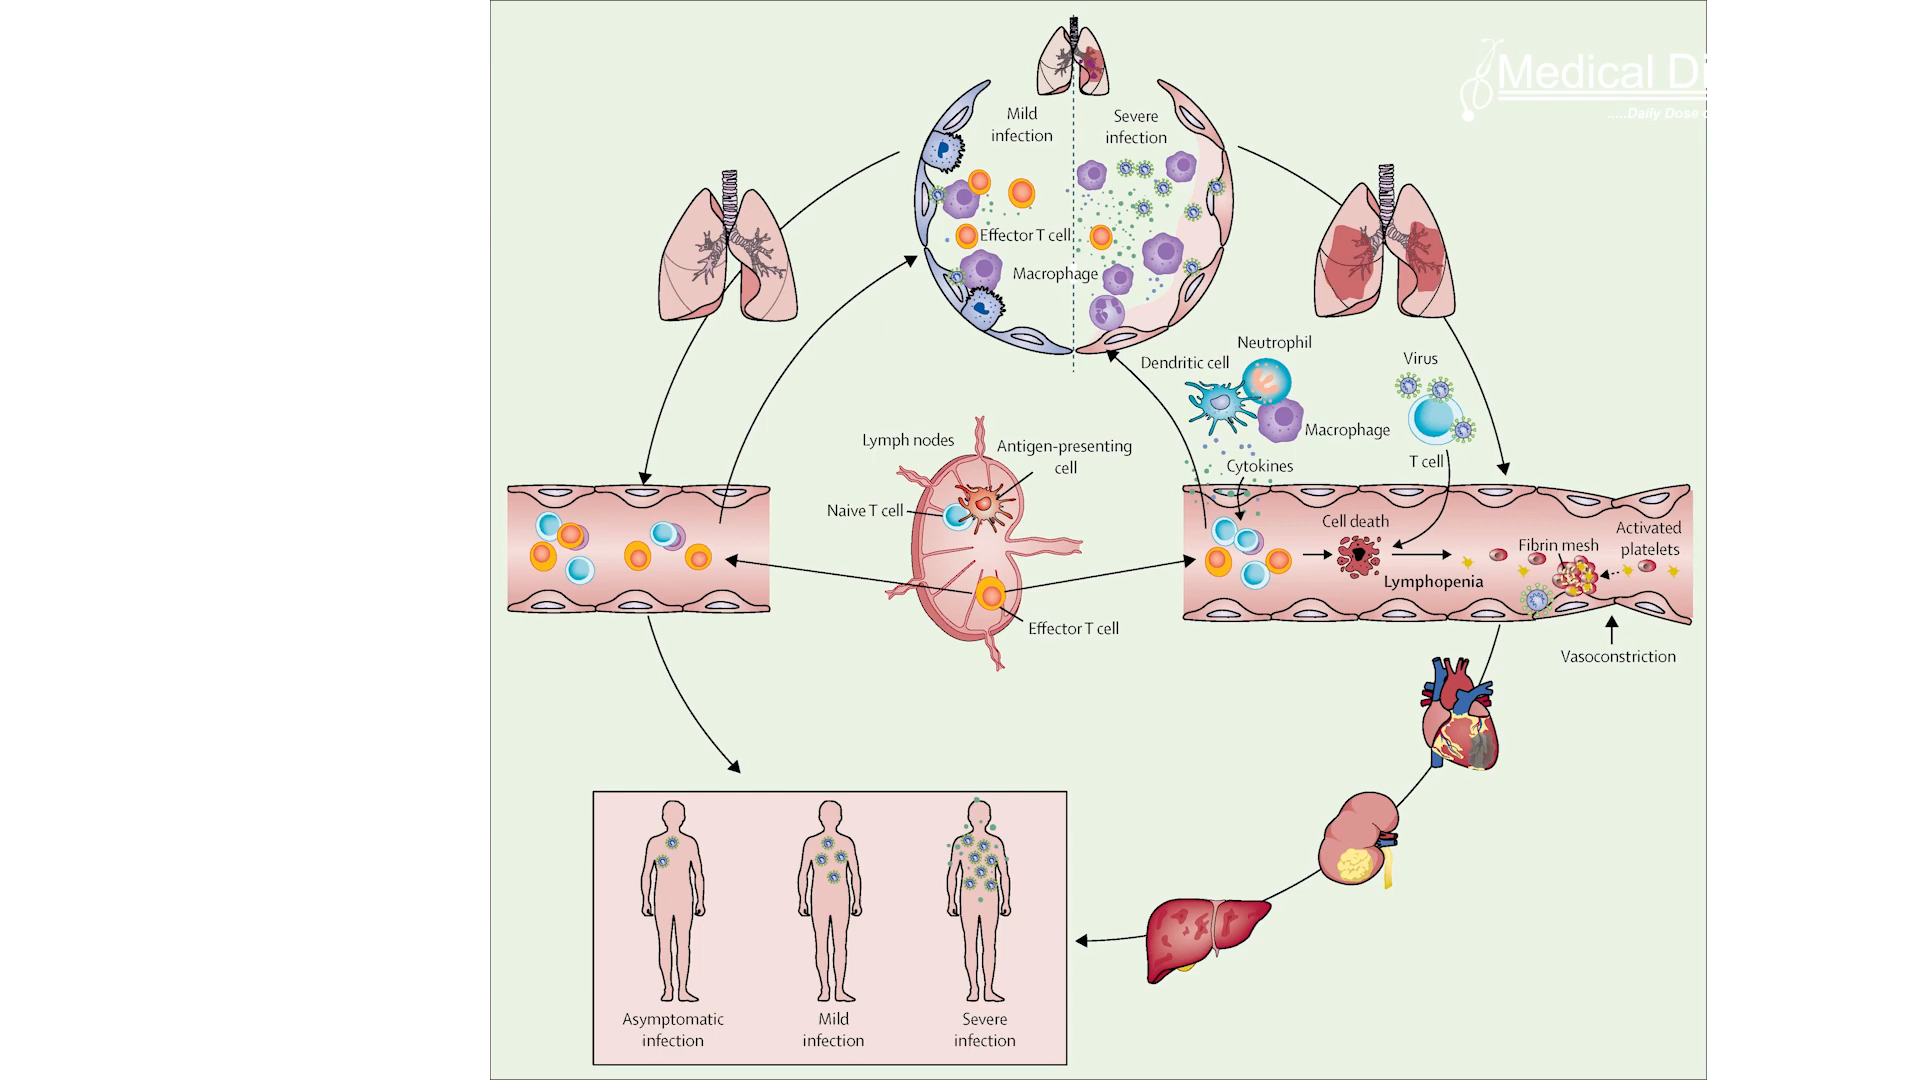 Medical Di
.....Daily Dose
Mild
infection
Severe
infection
Effector T cell
Macrophage
Neutrophil
Dendritic cell
Macrophage
Virus
T cell
Cytokines
Lymph nodes
Antigen-presenting
cell
Naive T cell
Effector T cell
Cell death
Lymphopenia
Fibrin mesh
Activated
platelets
Vasoconstriction
Asymptomatic
infection
Mild
infection
Severe
infection